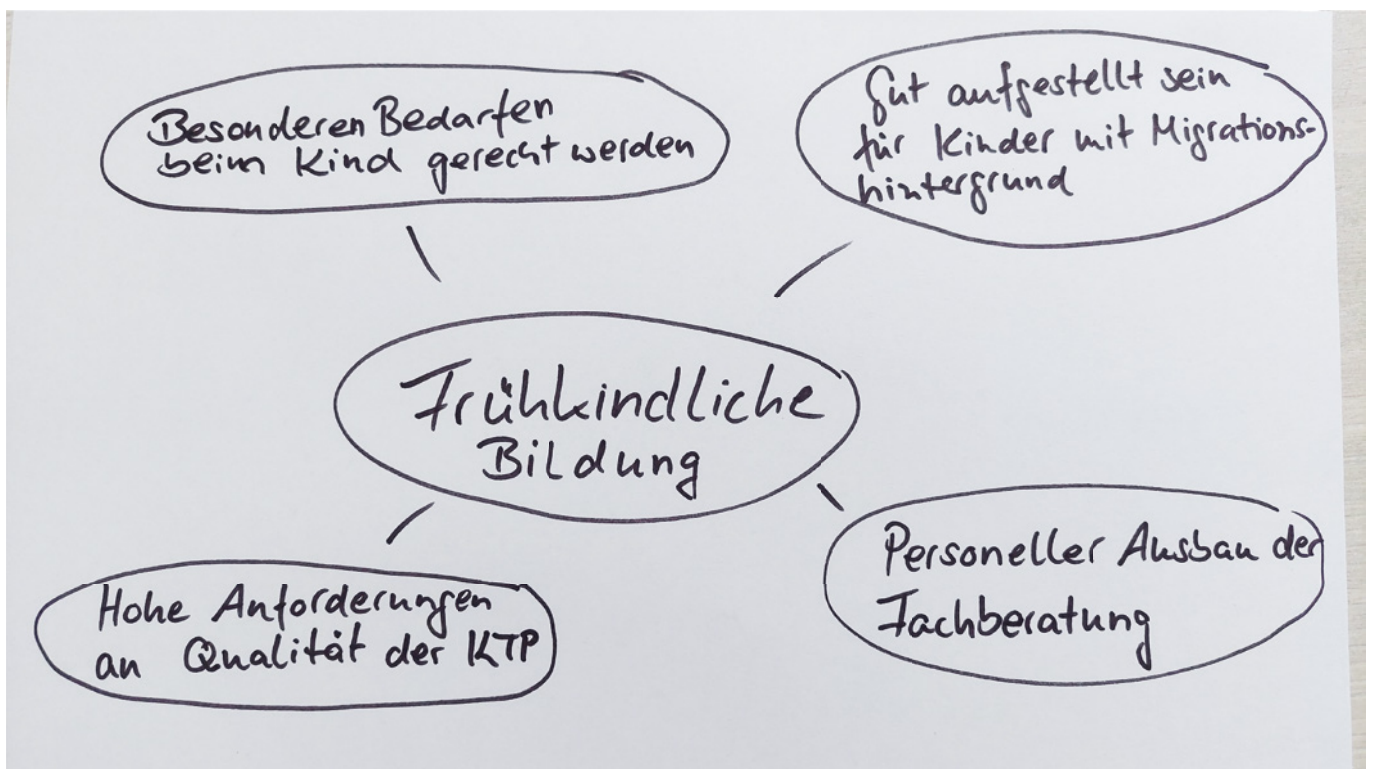 Besonderen Bedarfen
beim Kind gerecht werden
Gut aufgestellt sein
für Kinder mit Migrations-
hintergrund
Frühkindliche
Bildung
Hohe Anforderungen
an Qualität der KTP
Personeller Ausbau der
Fachberatung